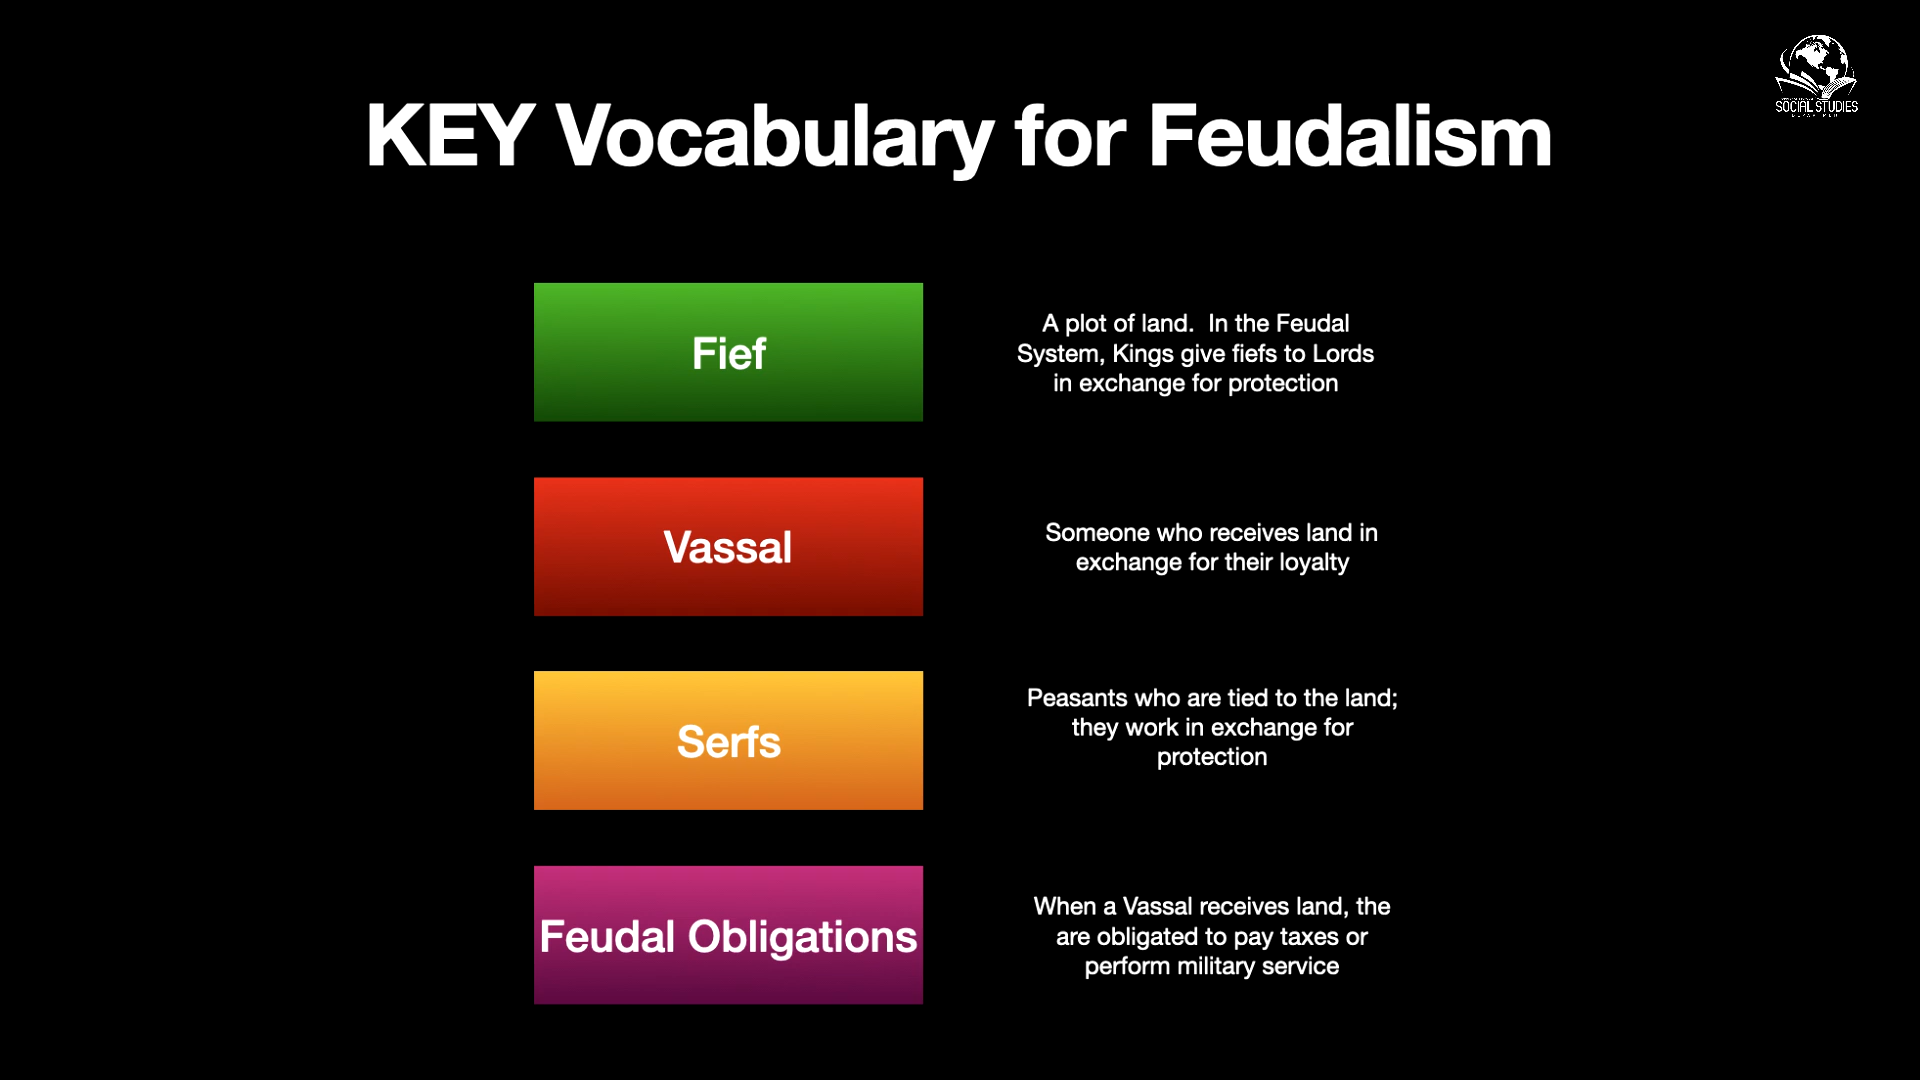 SOCIAL STUDIES
KEY Vocabulary for Feudalism
Fief
A plot of land.  In the Feudal
System, Kings give fiefs to Lords
in exchange for protection
Vassal
Someone who receives land in
exchange for their loyalty
Serfs
Peasants who are tied to the land;
they work in exchange for
protection
Feudal Obligations
When a Vassal receives land, the
are obligated to pay taxes or
perform military service